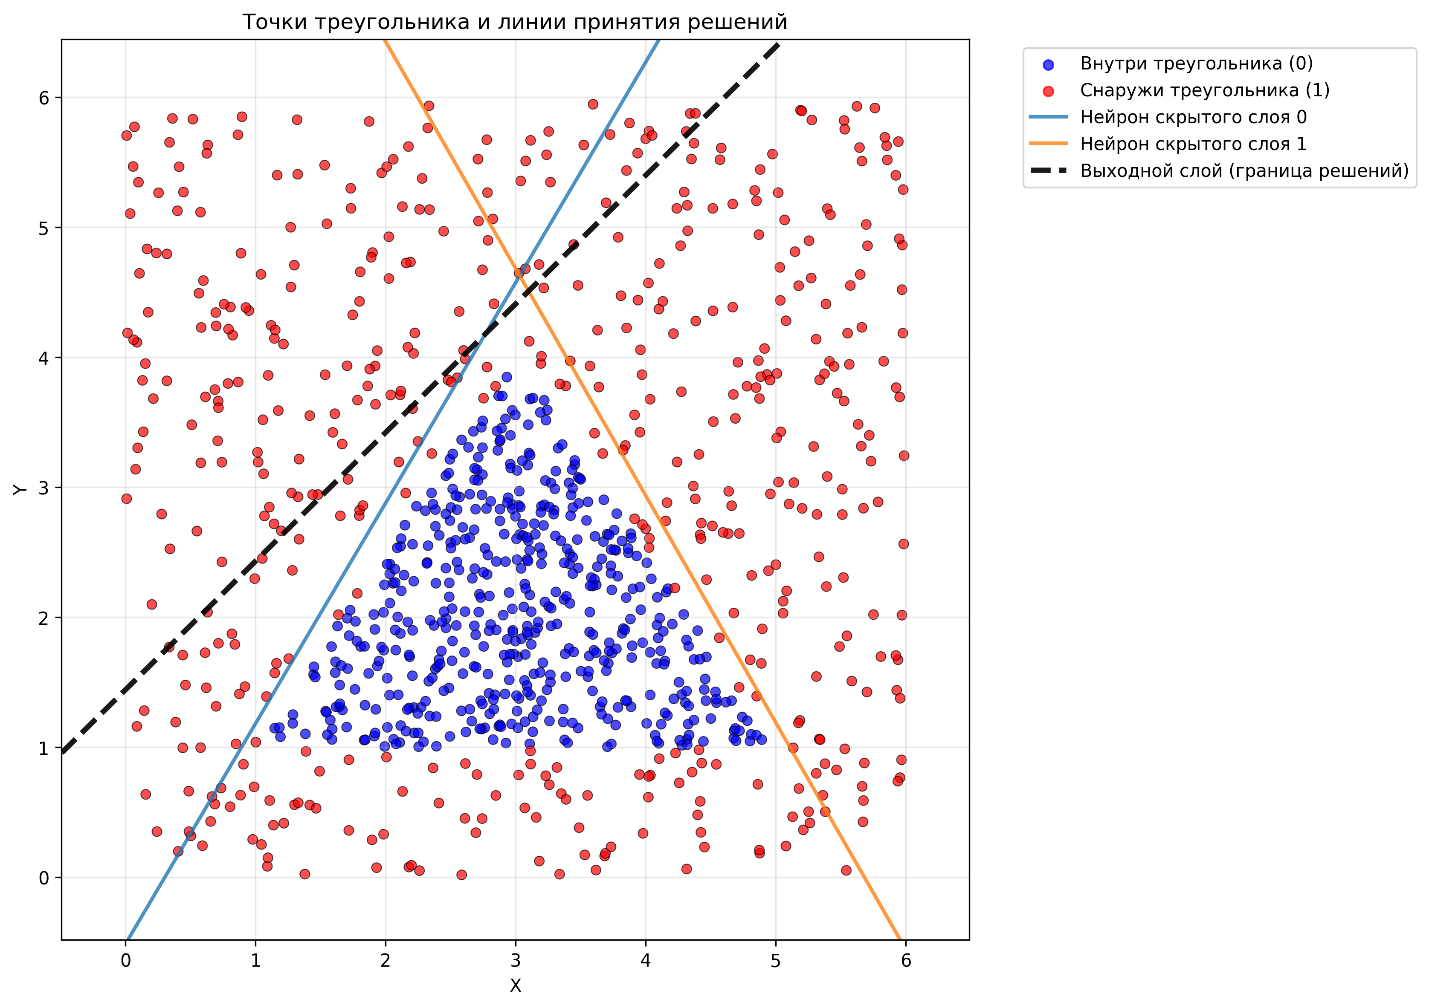 Точки треугольника и линии принятия решений
Внутри треугольника (0)
Снаружи треугольника (1)
Нейрон скрытого слоя 0
Нейрон скрытого слоя 1
Выходной слой (граница решений)
6
5
4
3
2
1
0
Y
0 1 2 3 4 5 6
X